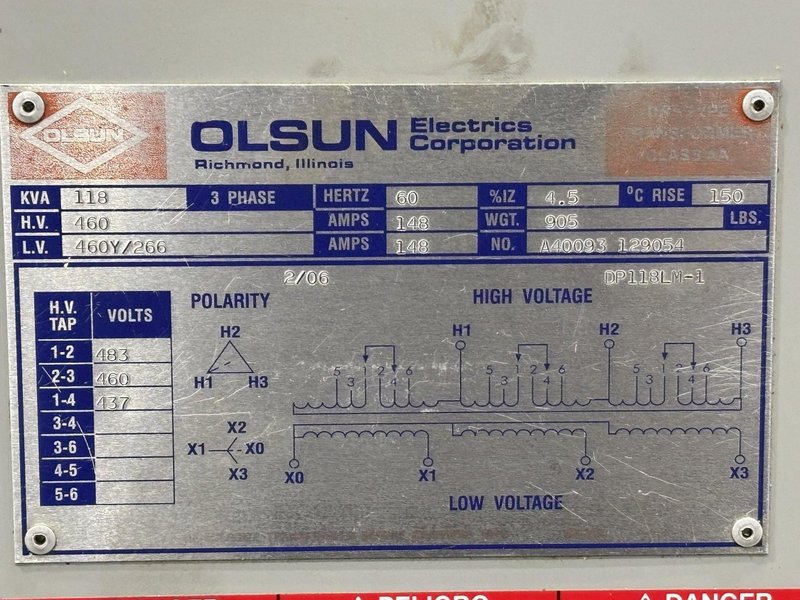 OLSUN
OLSUN Electrics Corporation
Richmond, Illinois
KVA 118 3 PHASE HERTZ 60 %IZ 4.5 °C RISE 150
H.V. 460 AMPS 148 WGT. 905 LBS.
L.V. 460Y/266 AMPS 148 NO. A40093 129054
2/06 DP118LM-1
H.V. TAP VOLTS
1-2 483
2-3 460
1-4 437
3-4
3-6
4-5
5-6
POLARITY
H2
H1 H3
X2
X1 X0
X3
HIGH VOLTAGE
H1 H2 H3
5 3 1 2 4 6 5 3 1 2 4 6 5 3 1 2 4 6
X0 X1 X2 X3
LOW VOLTAGE
PELIGRO
DANGER